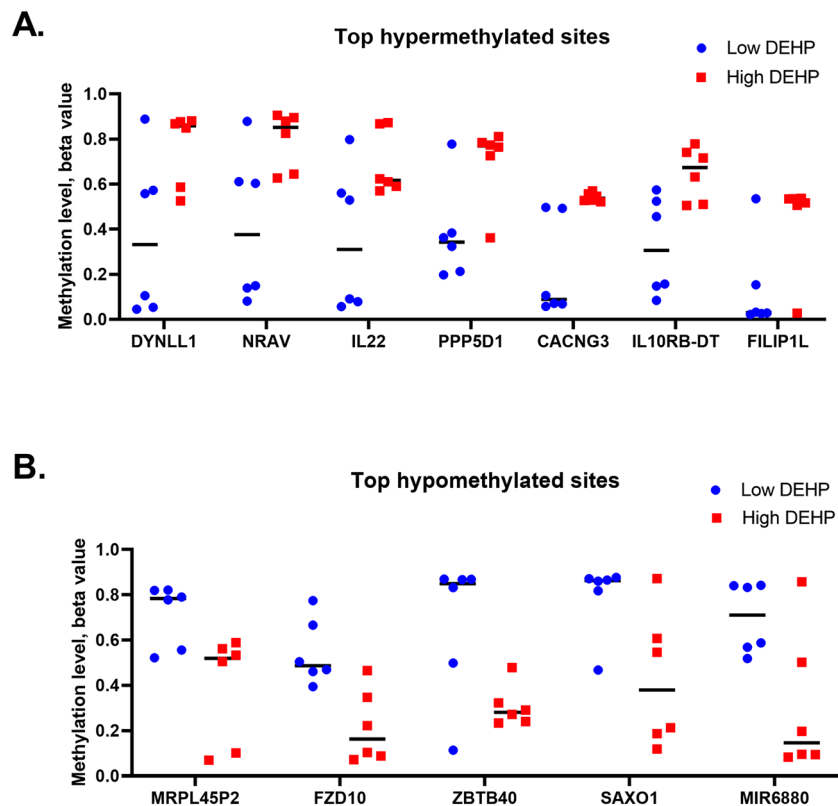 A.
Top hypermethylated sites
Low DEHP
High DEHP
Methylation level, beta value
1.0
0.8
0.6
0.4
0.2
0.0
DYNLL1 NRAV IL22 PPP5D1 CACNG3 IL10RB-DT FILIP1L
B.
Top hypomethylated sites
Low DEHP
High DEHP
Methylation level, beta value
1.0
0.8
0.6
0.4
0.2
0.0
MRPL45P2 FZD10 ZBTB40 SAXO1 MIR6880